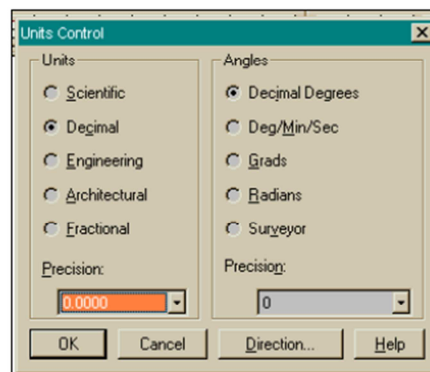 Units Control
Units
Scientific
Decimal
Engineering
Architectural
Fractional
Precision:
0.0000
Angles
Decimal Degrees
Deg/Min/Sec
Grads
Radians
Surveyor
Precision:
0
OK
Cancel
Direction...
Help